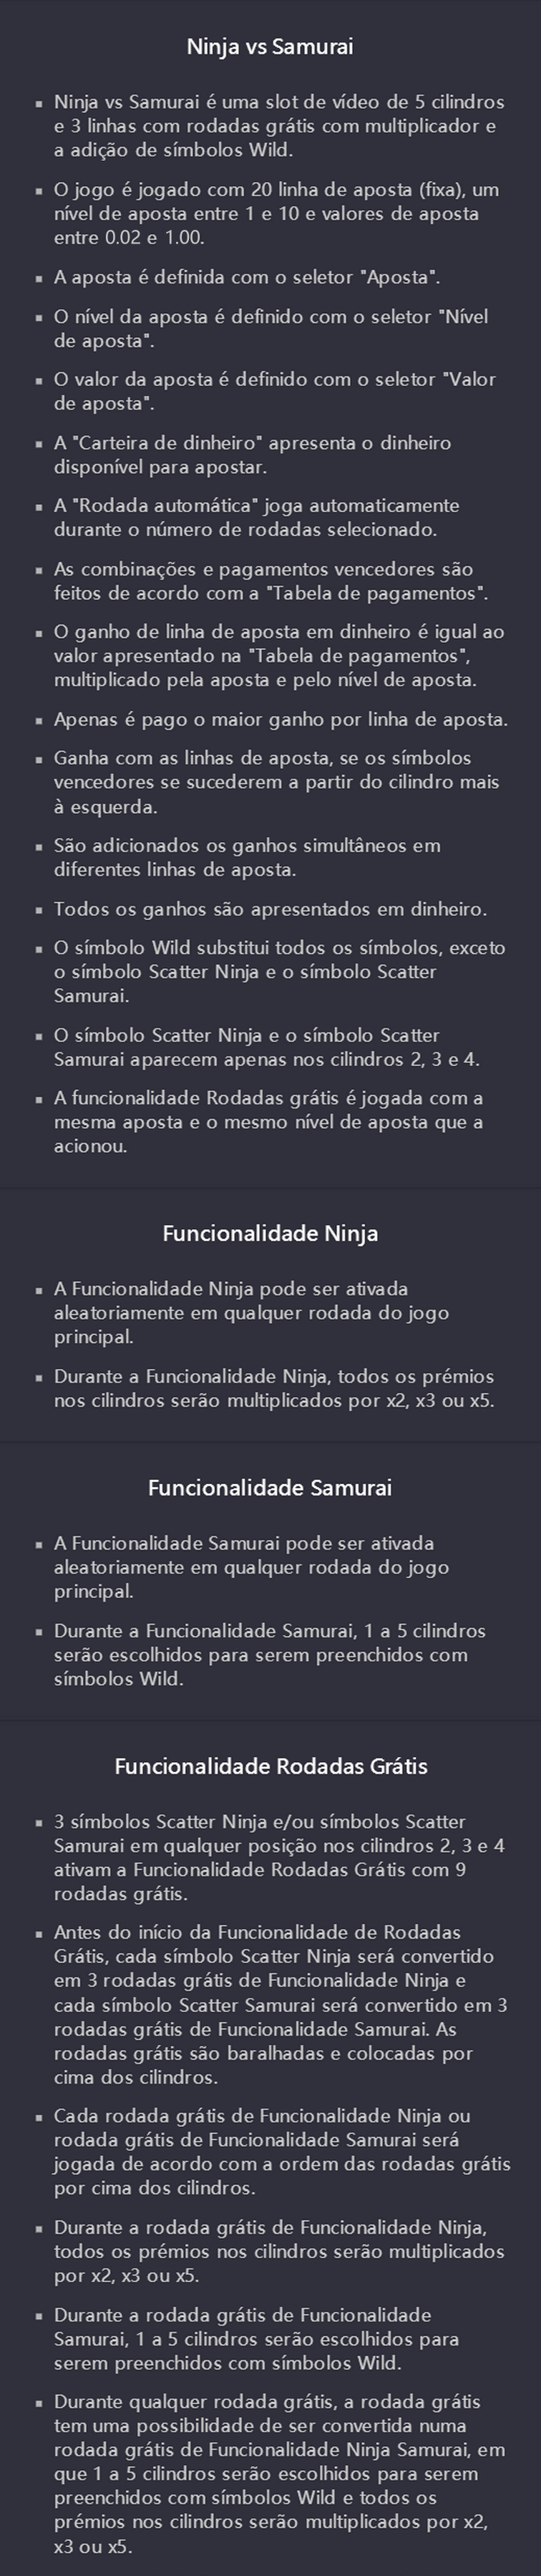 Ninja vs Samurai
▪ Ninja vs Samurai é uma slot de vídeo de 5 cilindros
e 3 linhas com rodadas grátis com multiplicador e
a adição de símbolos Wild.
▪ O jogo é jogado com 20 linha de aposta (fixa), um
nível de aposta entre 1 e 10 e valores de aposta
entre 0.02 e 1.00.
▪ A aposta é definida com o seletor "Aposta".
▪ O nível da aposta é definido com o seletor "Nível
de aposta".
▪ O valor da aposta é definido com o seletor "Valor
de aposta".
▪ A "Carteira de dinheiro" apresenta o dinheiro
disponível para apostar.
▪ A "Rodada automática" joga automaticamente
durante o número de rodadas selecionado.
▪ As combinações e pagamentos vencedores são
feitos de acordo com a "Tabela de pagamentos".
▪ O ganho de linha de aposta em dinheiro é igual ao
valor apresentado na "Tabela de pagamentos",
multiplicado pela aposta e pelo nível de aposta.
▪ Apenas é pago o maior ganho por linha de aposta.
▪ Ganha com as linhas de aposta, se os símbolos
vencedores se sucederem a partir do cilindro mais
à esquerda.
▪ São adicionados os ganhos simultâneos em
diferentes linhas de aposta.
▪ Todos os ganhos são apresentados em dinheiro.
▪ O símbolo Wild substitui todos os símbolos, exceto
o símbolo Scatter Ninja e o símbolo Scatter
Samurai.
▪ O símbolo Scatter Ninja e o símbolo Scatter
Samurai aparecem apenas nos cilindros 2, 3 e 4.
▪ A funcionalidade Rodadas grátis é jogada com a
mesma aposta e o mesmo nível de aposta que a
acionou.
Funcionalidade Ninja
▪ A Funcionalidade Ninja pode ser ativada
aleatoriamente em qualquer rodada do jogo
principal.
▪ Durante a Funcionalidade Ninja, todos os prémios
nos cilindros serão multiplicados por x2, x3 ou x5.
Funcionalidade Samurai
▪ A Funcionalidade Samurai pode ser ativada
aleatoriamente em qualquer rodada do jogo
principal.
▪ Durante a Funcionalidade Samurai, 1 a 5 cilindros
serão escolhidos para serem preenchidos com
símbolos Wild.
Funcionalidade Rodadas Grátis
▪ 3 símbolos Scatter Ninja e/ou símbolos Scatter
Samurai em qualquer posição nos cilindros 2, 3 e 4
ativam a Funcionalidade Rodadas Grátis com 9
rodadas grátis.
▪ Antes do início da Funcionalidade de Rodadas
Grátis, cada símbolo Scatter Ninja será convertido
em 3 rodadas grátis de Funcionalidade Ninja e
cada símbolo Scatter Samurai será convertido em 3
rodadas grátis de Funcionalidade Samurai. As
rodadas grátis são baralhadas e colocadas por
cima dos cilindros.
▪ Cada rodada grátis de Funcionalidade Ninja ou
rodada grátis de Funcionalidade Samurai será
jogada de acordo com a ordem das rodadas grátis
por cima dos cilindros.
▪ Durante a rodada grátis de Funcionalidade Ninja,
todos os prémios nos cilindros serão multiplicados
por x2, x3 ou x5.
▪ Durante a rodada grátis de Funcionalidade
Samurai, 1 a 5 cilindros serão escolhidos para
serem preenchidos com símbolos Wild.
▪ Durante qualquer rodada grátis, a rodada grátis
tem uma possibilidade de ser convertida numa
rodada grátis de Funcionalidade Ninja Samurai, em
que 1 a 5 cilindros serão escolhidos para serem
preenchidos com símbolos Wild e todos os
prémios nos cilindros serão multiplicados por x2,
x3 ou x5.